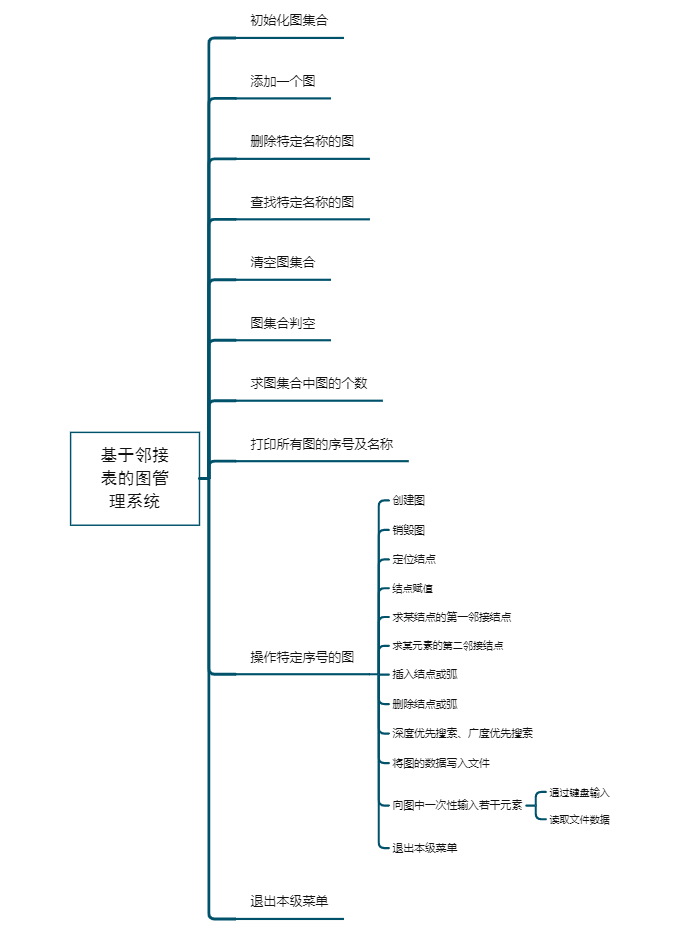 初始化图集合
添加一个图
删除特定名称的图
查找特定名称的图
清空图集合
图集合判空
求图集合中图的个数
打印所有图的序号及名称
基于邻接
表的图管
理系统
操作特定序号的图
创建图
销毁图
定位结点
结点赋值
求某结点的第一邻接结点
求某元素的第二邻接结点
插入结点或弧
删除结点或弧
深度优先搜索、广度优先搜索
将图的数据写入文件
向图中一次性输入若干元素
通过键盘输入
读取文件数据
退出本级菜单
退出本级菜单